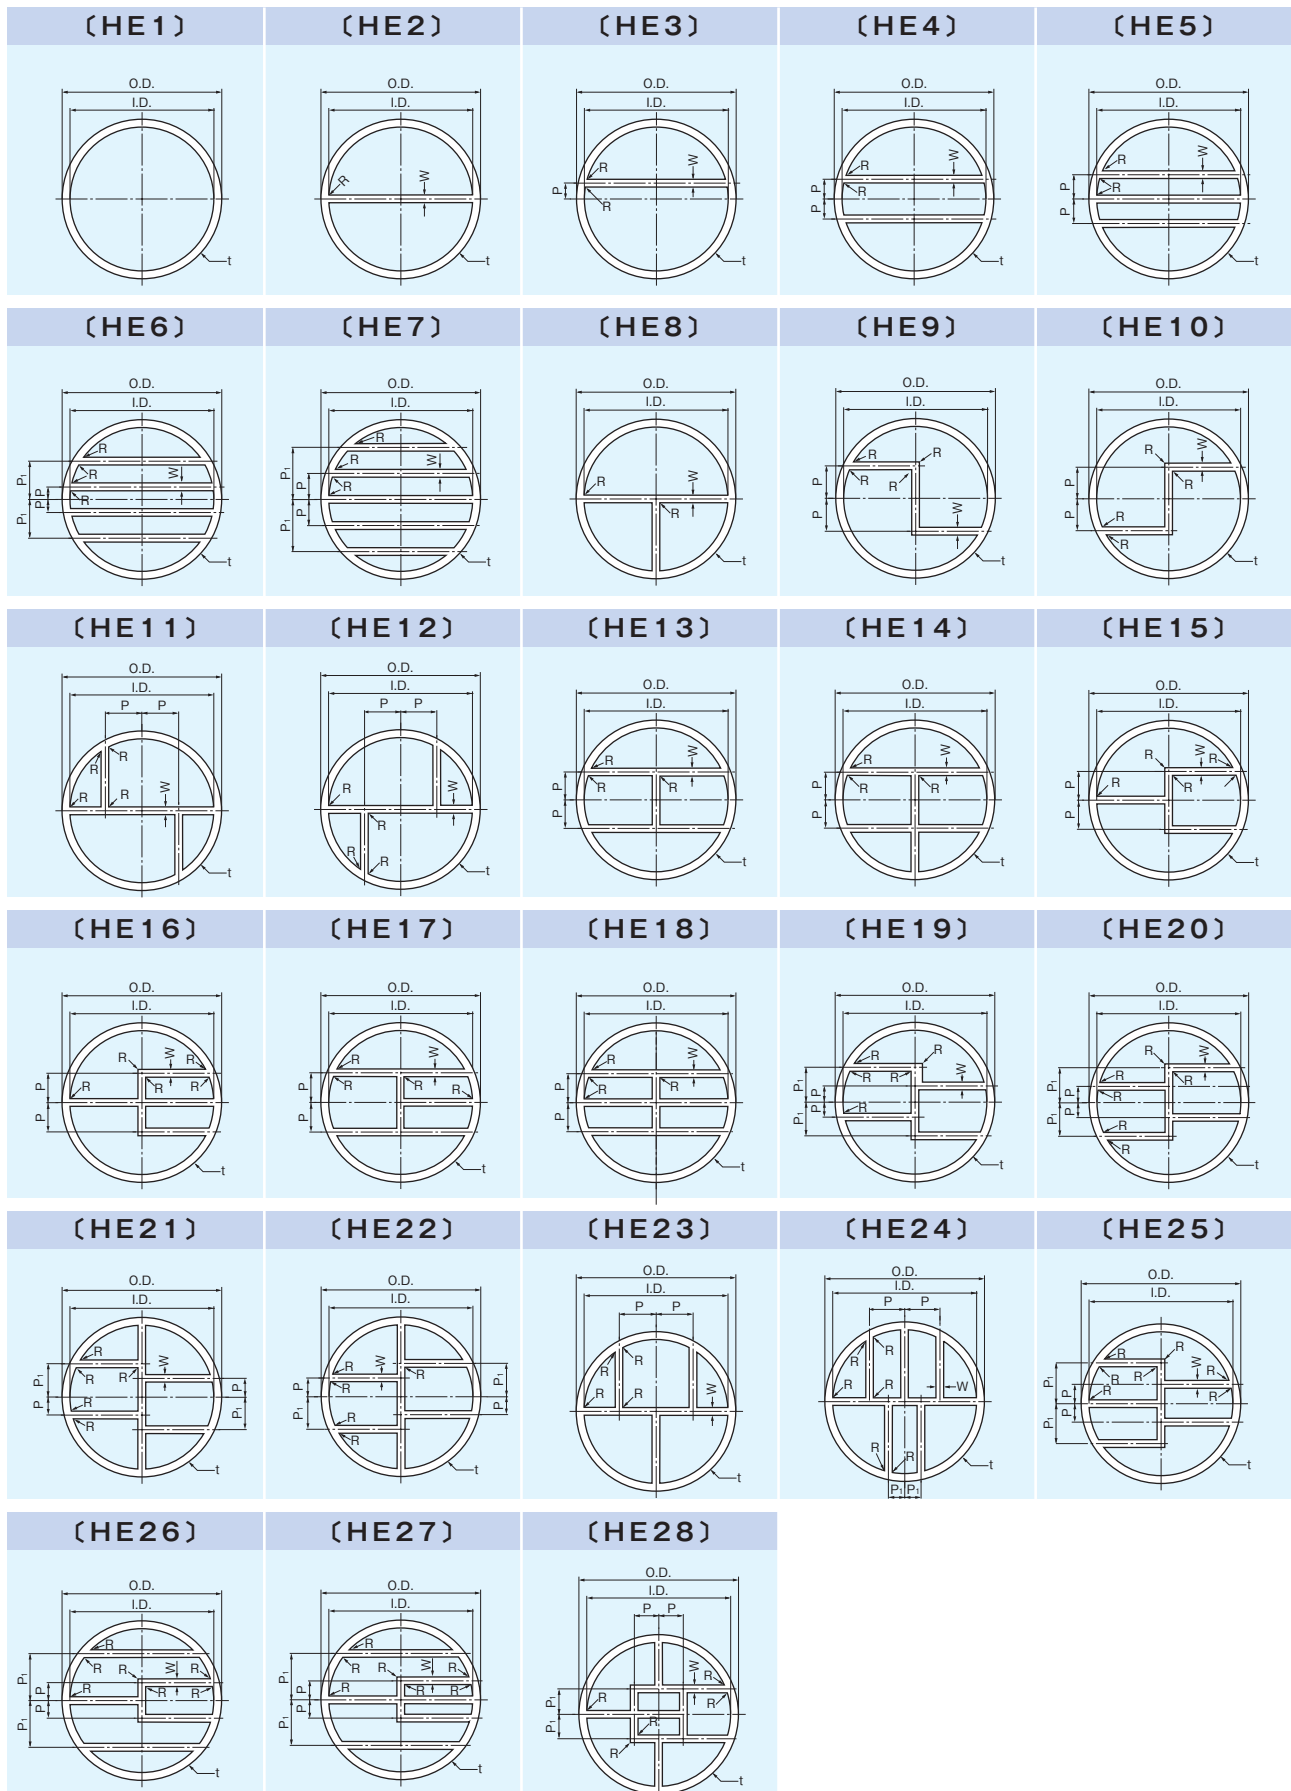 〔HE1〕 〔HE2〕 〔HE3〕 〔HE4〕 〔HE5〕
O.D. O.D. O.D. O.D. O.D.
I.D. I.D. I.D. I.D. I.D.
R W R W P R t
R W P R P t
R W P R P t
t t
〔HE6〕 〔HE7〕 〔HE8〕 〔HE9〕 〔HE10〕
O.D. O.D. O.D. O.D. O.D.
I.D. I.D. I.D. I.D. I.D.
R P1 R W P R P1 t
R P1 R W P R P1 t
R W R t
R P R W P t
R W P R R P R t
〔HE11〕 〔HE12〕 〔HE13〕 〔HE14〕 〔HE15〕
O.D. O.D. O.D. O.D. O.D.
I.D. I.D. I.D. I.D. I.D.
P P R R R W t
P P R W R R R t
R W P R R P t
R W P R R P t
R W R P R R P t
〔HE16〕 〔HE17〕 〔HE18〕 〔HE19〕 〔HE20〕
O.D. O.D. O.D. O.D. O.D.
I.D. I.D. I.D. I.D. I.D.
R W R P R R R P t
R W P R R R P t
R W P R R P t
R R P1 R R W P R P1 t
R W R P1 R P R P1 R R t
〔HE21〕 〔HE22〕 〔HE23〕 〔HE24〕 〔HE25〕
O.D. O.D. O.D. O.D. O.D.
I.D. I.D. I.D. I.D. I.D.
R W P1 R R P R P P1 R t
R W P1 R R P R P P1 R t
P P R R R R W t
P P R R R R W R R P1 P1 t
R R P1 R R R W P R R P P1 t
〔HE26〕 〔HE27〕 〔HE28〕
O.D. O.D. O.D.
I.D. I.D. I.D.
R P1 R R W R P R R R P P1 t
R P1 R R W R P R R R P P1 t
P P W R P1 R R P1 R R t